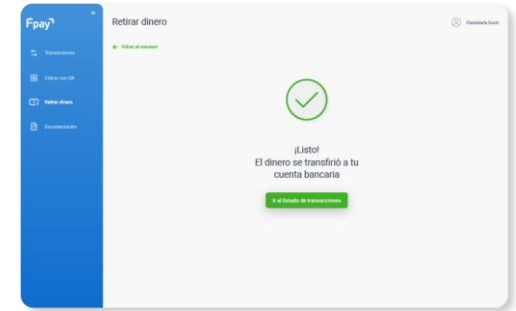 Fpay
Retirar dinero
Volver al resumen
Transacciones
Cobrar con QR
Retirar dinero
Documentación
¡Listo!
El dinero se transfirió a tu
cuenta bancaria
Ir al listado de transacciones